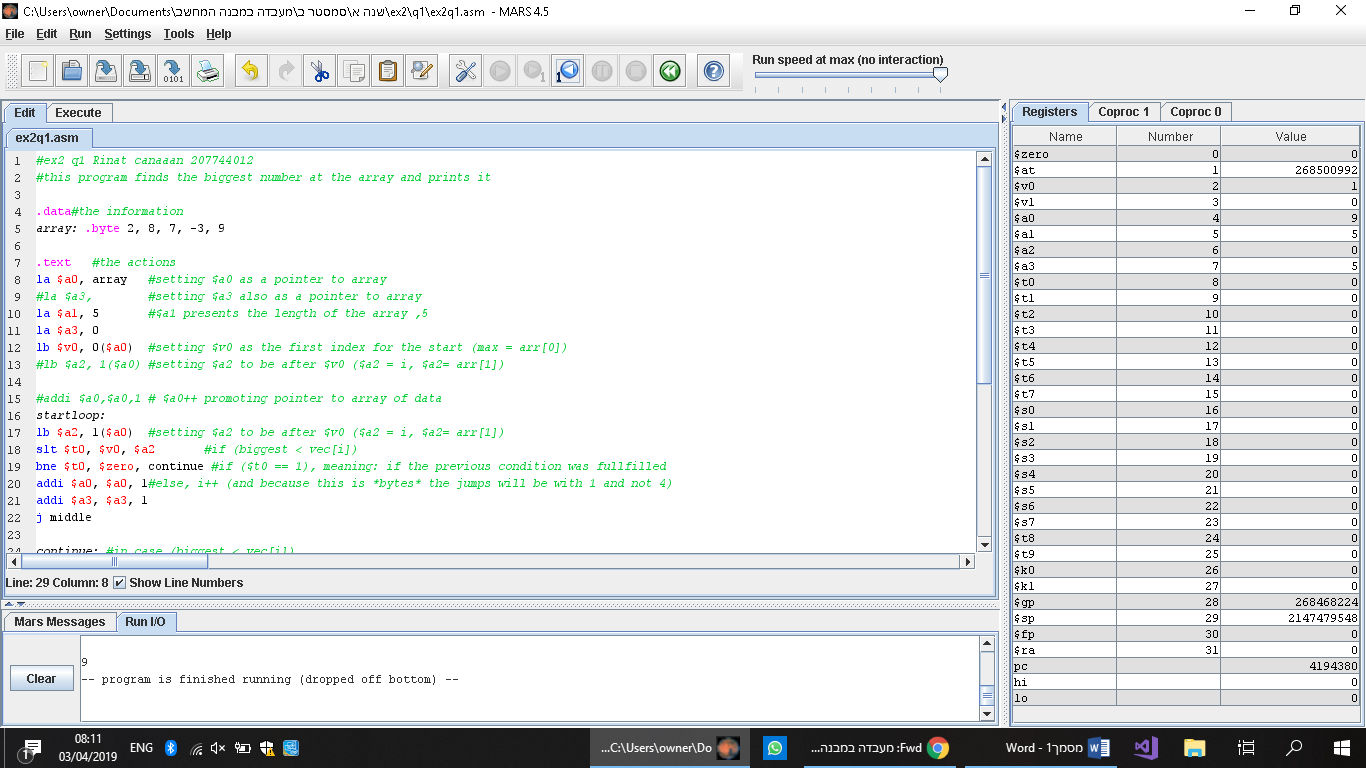 C:\Users\owner\Documents\שנה א\סמסטר ב\מעבדה במבנה המחשב\ex2\q1\ex2q1.asm - MARS 4.5
File Edit Run Settings Tools Help
Run speed at max (no interaction)
Edit Execute
ex2q1.asm
1 #ex2 q1 Rinat canaaan 207744012
2 #this program finds the biggest number at the array and prints it
3
4 .data#the information
5 array: .byte 2, 8, 7, -3, 9
6
7 .text #the actions
8 la $a0, array #setting $a0 as a pointer to array
9 #la $a3, #setting $a3 also as a pointer to array
10 la $a1, 5 #$a1 presents the length of the array ,5
11 la $a3, 0
12 lb $v0, 0($a0) #setting $v0 as the first index for the start (max = arr[0])
13 #lb $a2, 1($a0) #setting $a2 to be after $v0 ($a2 = i, $a2= arr[1])
14
15 #addi $a0,$a0,1 # $a0++ promoting pointer to array of data
16 startloop:
17 lb $a2, 1($a0) #setting $a2 to be after $v0 ($a2 = i, $a2= arr[1])
18 slt $t0, $v0, $a2 #if (biggest < vec[i])
19 bne $t0, $zero, continue #if ($t0 == 1), meaning: if the previous condition was fullfilled
20 addi $a0, $a0, 1#else, i++ (and because this is *bytes* the jumps will be with 1 and not 4)
21 addi $a3, $a3, 1
22 j middle
23
24 continue: #in case (biggest < vec[i])
Line: 29 Column: 8 Show Line Numbers
Mars Messages Run I/O
Clear
9
-- program is finished running (dropped off bottom) --
Registers Coproc 1 Coproc 0
Name Number Value
$zero 0 0
$at 1 268500992
$v0 2 1
$v1 3 0
$a0 4 9
$a1 5 5
$a2 6 0
$a3 7 5
$t0 8 0
$t1 9 0
$t2 10 0
$t3 11 0
$t4 12 0
$t5 13 0
$t6 14 0
$t7 15 0
$s0 16 0
$s1 17 0
$s2 18 0
$s3 19 0
$s4 20 0
$s5 21 0
$s6 22 0
$s7 23 0
$t8 24 0
$t9 25 0
$k0 26 0
$k1 27 0
$gp 28 268468224
$sp 29 2147479548
$fp 30 0
$ra 31 0
pc 4194380
hi 0
lo 0
08:11
03/04/2019
ENG
...C:\Users\owner\Do
Fwd: מעבדה במבנה...
מסמך1 - Word